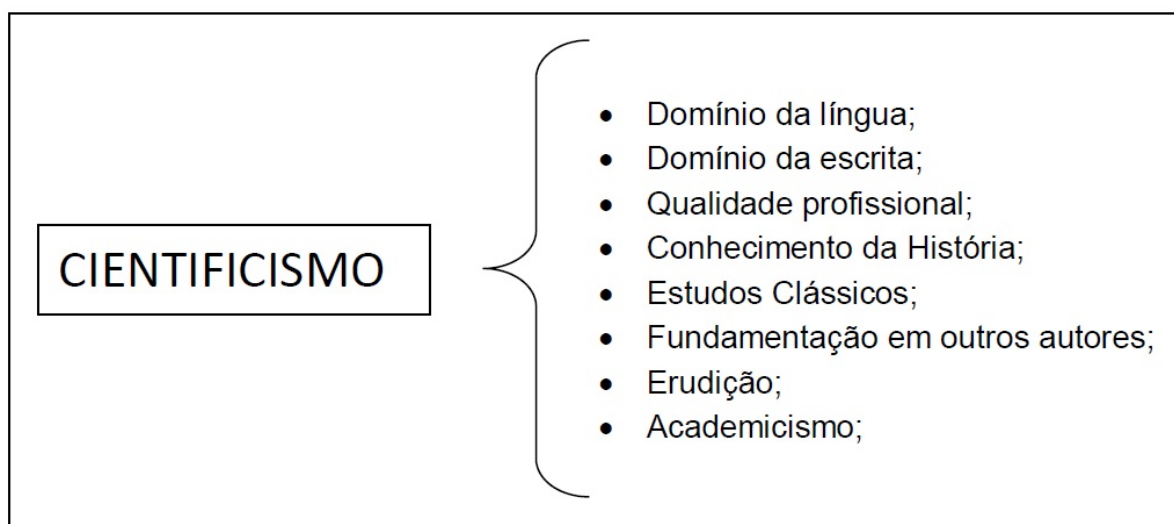 CIENTIFICISMO
• Domínio da língua;
• Domínio da escrita;
• Qualidade profissional;
• Conhecimento da História;
• Estudos Clássicos;
• Fundamentação em outros autores;
• Erudição;
• Academicismo;